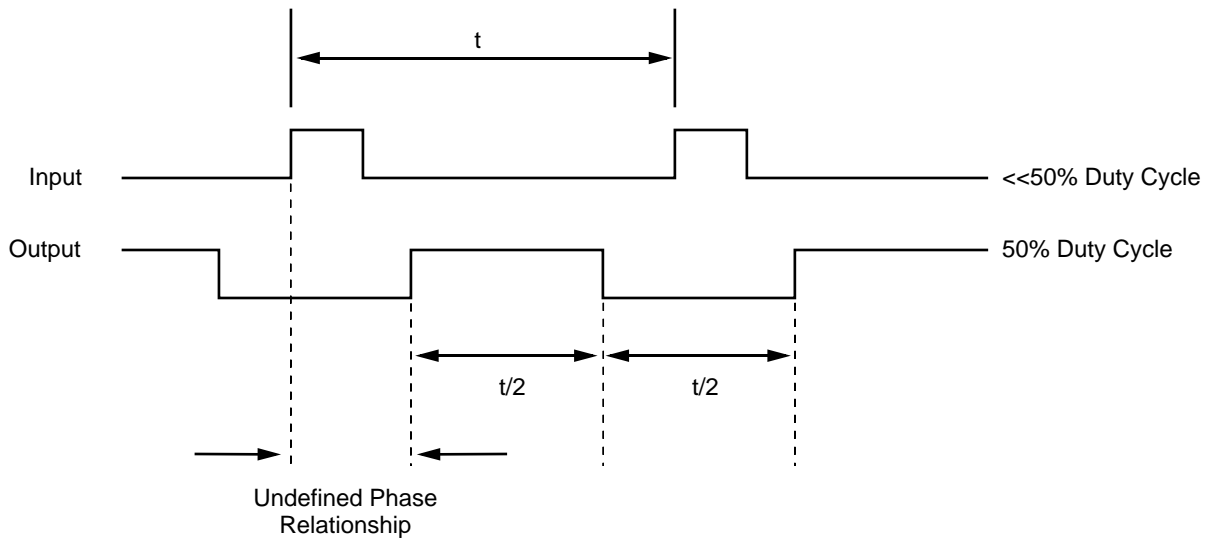 t
Input
<<50% Duty Cycle
Output
50% Duty Cycle
t/2
t/2
Undefined Phase
Relationship